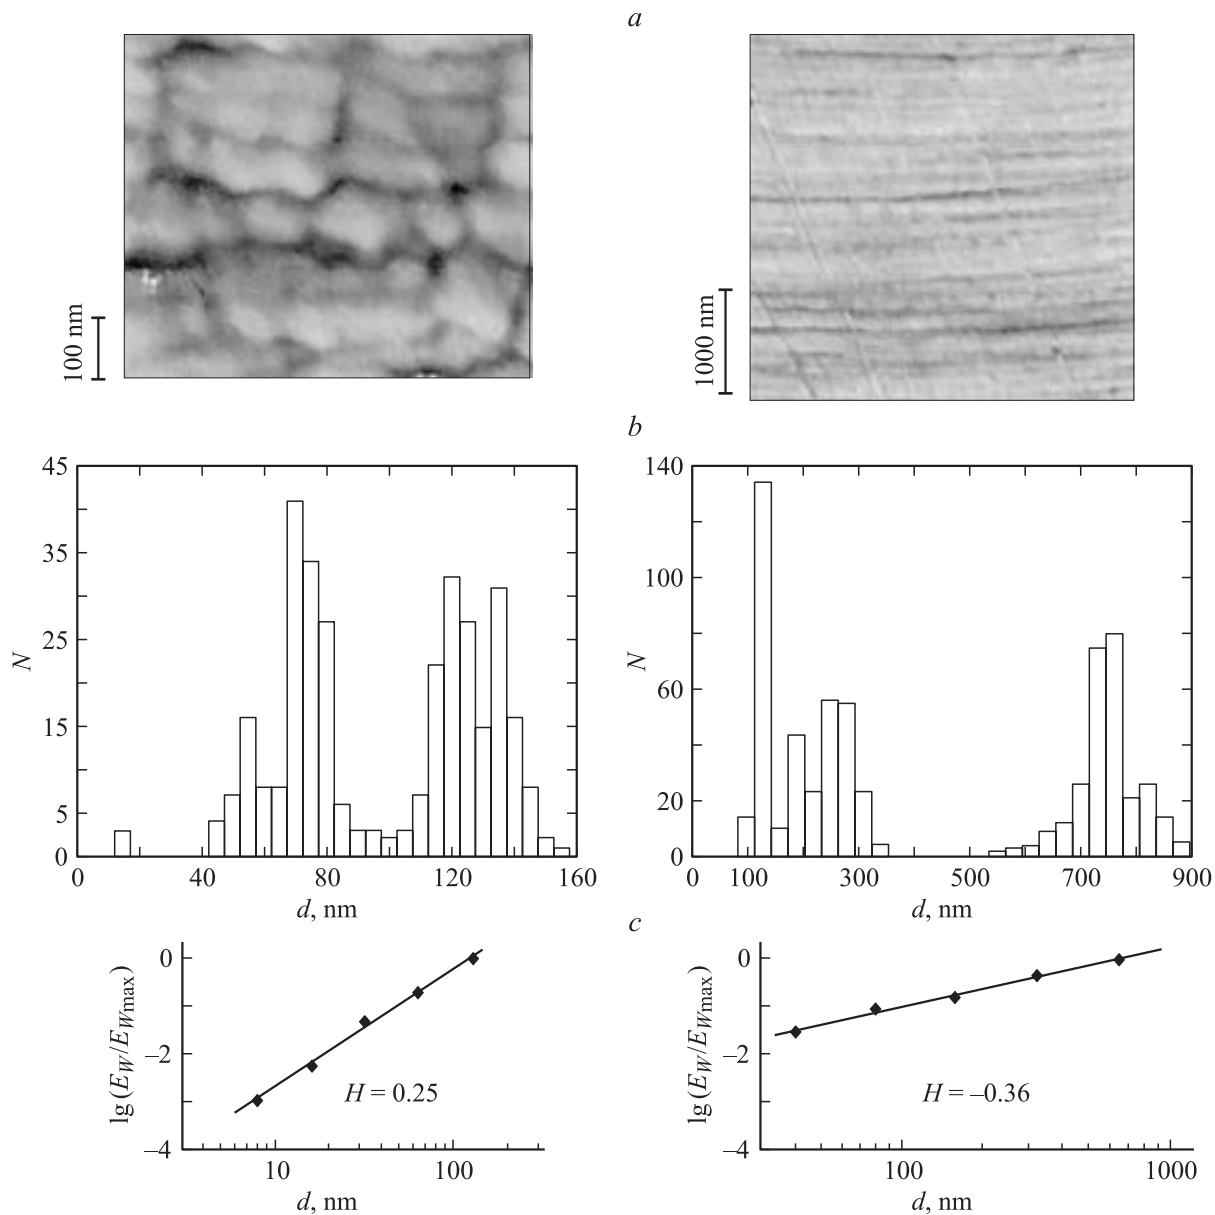 a
100 nm
1000 nm
b
45
35
25
15
5
0
N
0 40 80 120 160
d, nm
140
100
60
20
0
N
0 100 300 500 700 900
d, nm
c
0
–2
–4
lg (E_W/E_Wmax)
H = 0.25
10 100
d, nm
0
–2
–4
lg (E_W/E_Wmax)
H = –0.36
100 1000
d, nm